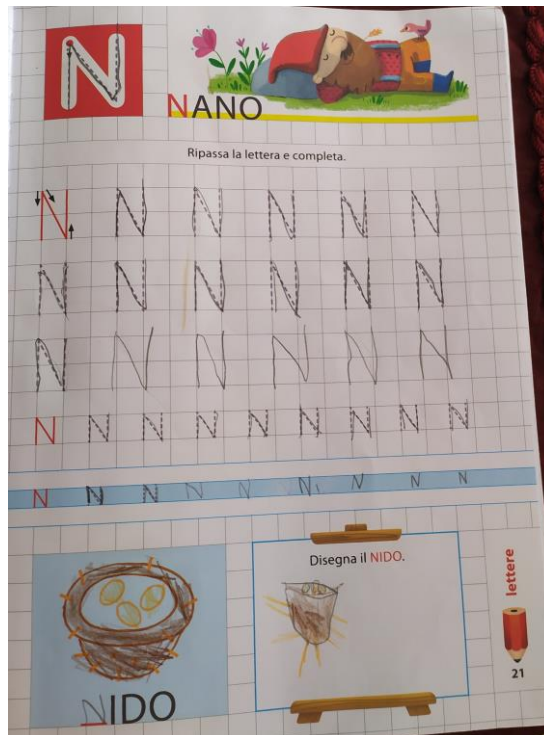 N
NANO
Ripassa la lettera e completa.
N N N N N N
N N N N N N
N N N N N N
N N N N N N N N N
N N N N N N N N N
Disegna il NIDO.
lettere
NIDO
21